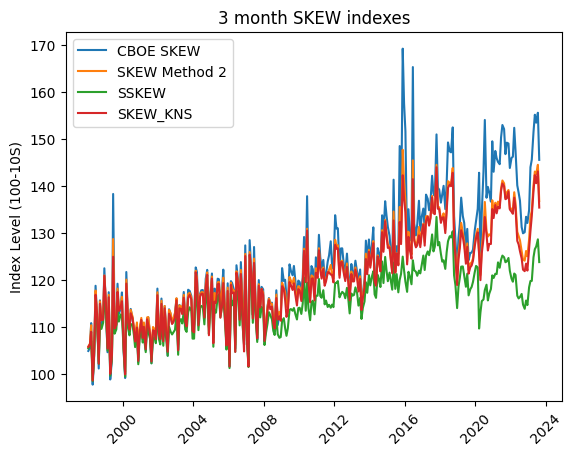 3 month SKEW indexes
CBOE SKEW
SKEW Method 2
SSKEW
SKEW_KNS
Index Level (100-10S)
170
160
150
140
130
120
110
100
2000
2004
2008
2012
2016
2020
2024